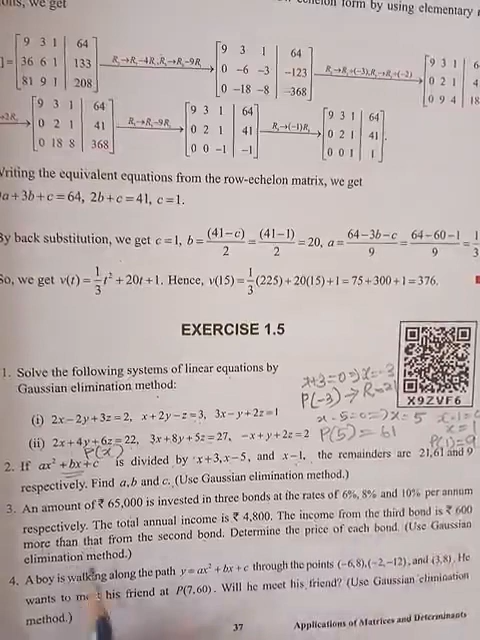 , we get
form by using elementary
9 3 1 | 64
36 6 1 | 133
81 9 1 | 208
R₂→R₂−4R₁, R₃→R₃−9R₁
9 3 1 | 64
0 −6 −3 | −123
0 −18 −8 | −368
R₂→R₂÷(−3), R₃→R₃÷(−2)
9 3 1
0 2 1
0 9 4
9 3 1 | 64
0 2 1 | 41
0 18 8 | 368
R₃→R₃−9R₂
9 3 1 | 64
0 2 1 | 41
0 0 −1 | −1
R₃→(−1)R₃
9 3 1 | 64
0 2 1 | 41
0 0 1 | 1
Writing the equivalent equations from the row-echelon matrix, we get
9a+3b+c=64, 2b+c=41, c=1.
By back substitution, we get c=1, b=(41−c)/2=(41−1)/2=20, a=(64−3b−c)/9=(64−60−1)/9=1/3
So, we get v(t)=1/3t²+20t+1. Hence, v(15)=1/3(225)+20(15)+1=75+300+1=376.
EXERCISE 1.5
X9ZVF6
1. Solve the following systems of linear equations by
Gaussian elimination method:
x+3=0⇒x=−3
P(−3)→R=21
(i) 2x−2y+3z=2, x+2y−z=3, 3x−y+2z=1
x−5=0⇒x=5
x=1
(ii) 2x+4y+6z=22, 3x+8y+5z=27, −x+y+2z=2
P(5)=61
P(1)=9
P(x)
2. If ax²+bx+c is divided by x+3, x−5, and x−1, the remainders are 21,61 and 9
respectively. Find a,b and c. (Use Gaussian elimination method.)
3. An amount of ₹ 65,000 is invested in three bonds at the rates of 6%, 8% and 10% per annum
respectively. The total annual income is ₹ 4,800. The income from the third bond is ₹ 600
more than that from the second bond. Determine the price of each bond. (Use Gaussian
elimination method.)
4. A boy is walking along the path y=ax²+bx+c through the points (−6,8),(−2,−12), and (3,8). He
wants to meet his friend at P(7,60). Will he meet his friend? (Use Gaussian elimination
method.)
37 Applications of Matrices and Determinants